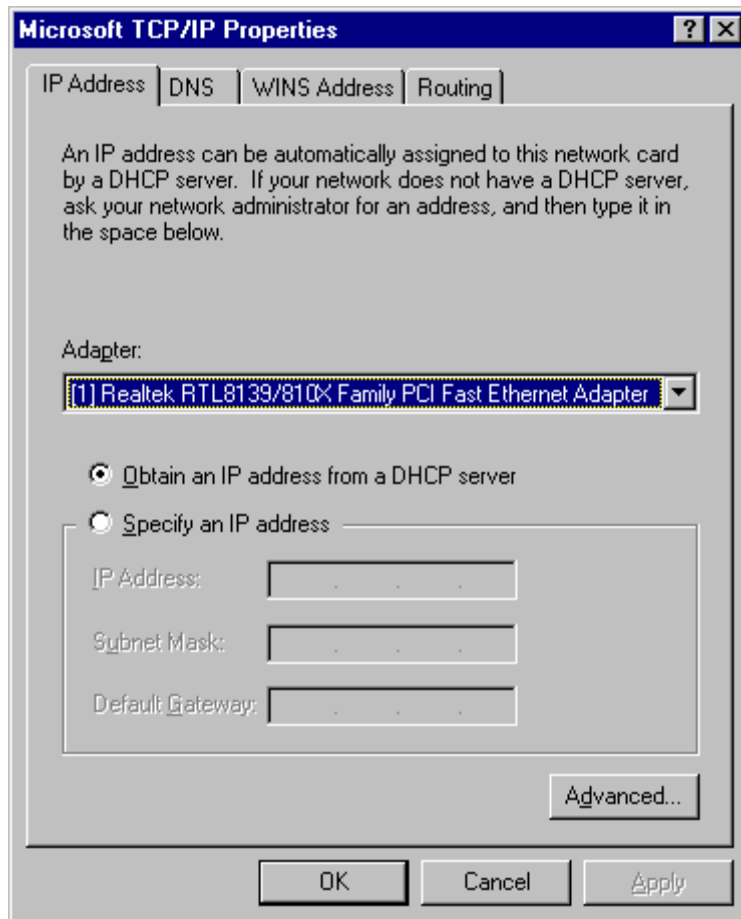 Microsoft TCP/IP Properties
IP Address DNS WINS Address Routing
An IP address can be automatically assigned to this network card
by a DHCP server. If your network does not have a DHCP server,
ask your network administrator for an address, and then type it in
the space below.
Adapter:
[1] Realtek RTL8139/810X Family PCI Fast Ethernet Adapter
Obtain an IP address from a DHCP server
Specify an IP address
IP Address: . . .
Subnet Mask: . . .
Default Gateway: . . .
Advanced...
OK Cancel Apply